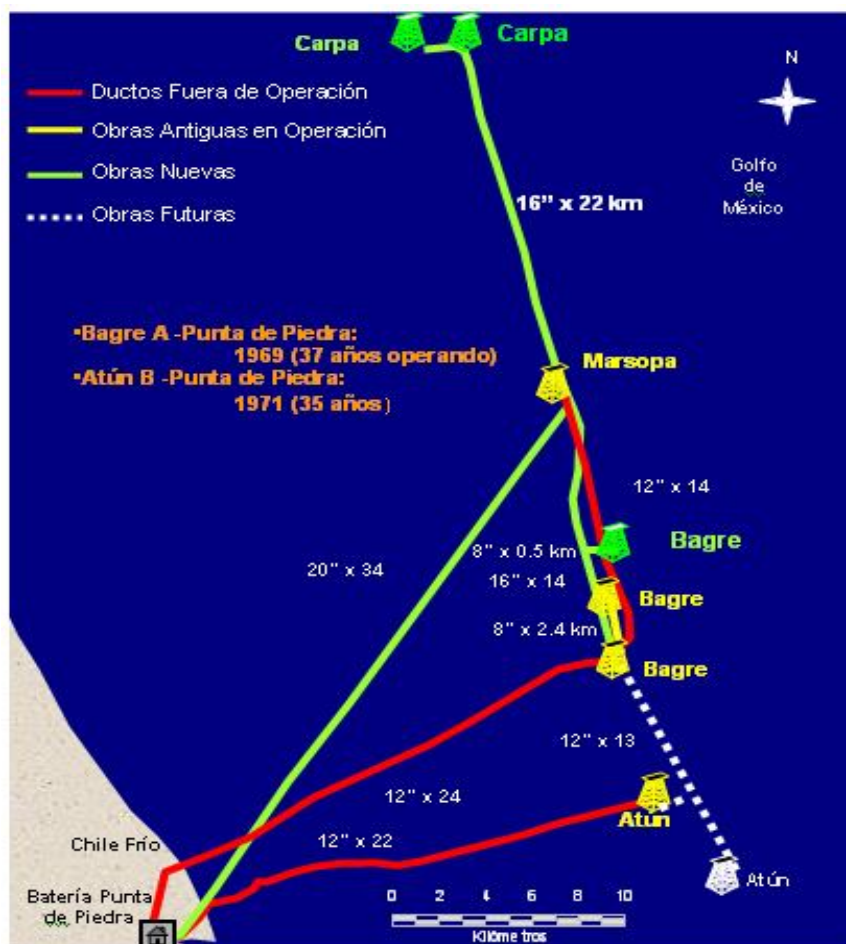 Carpa
Carpa
Ductos Fuera de Operación
Obras Antiguas en Operación
Obras Nuevas
Obras Futuras
N
Golfo
de
México
16” x 22 km
•Bagre A -Punta de Piedra:
1969 (37 años operando)
•Atún B -Punta de Piedra:
1971 (35 años)
Marsopa
12” x 14
Bagre
8” x 0.5 km
20” x 34
16” x 14
Bagre
8” x 2.4 km
Bagre
12” x 13
12” x 24
Atún
12” x 22
Chile Frío
Atún
Batería Punta
de Piedra
0 2 4 6 8 10
Kilóme tros